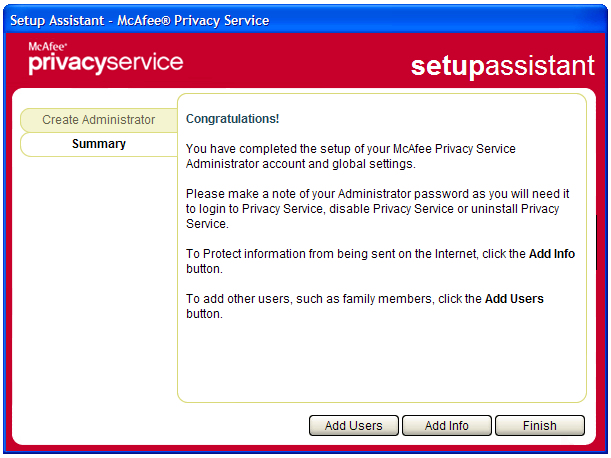 Setup Assistant - McAfee® Privacy Service
McAfee®
privacyservice
setupassistant
Create Administrator
Summary
Congratulations!
You have completed the setup of your McAfee Privacy Service
Administrator account and global settings.
Please make a note of your Administrator password as you will need it
to login to Privacy Service, disable Privacy Service or uninstall Privacy
Service.
To Protect information from being sent on the Internet, click the Add Info
button.
To add other users, such as family members, click the Add Users
button.
Add Users
Add Info
Finish